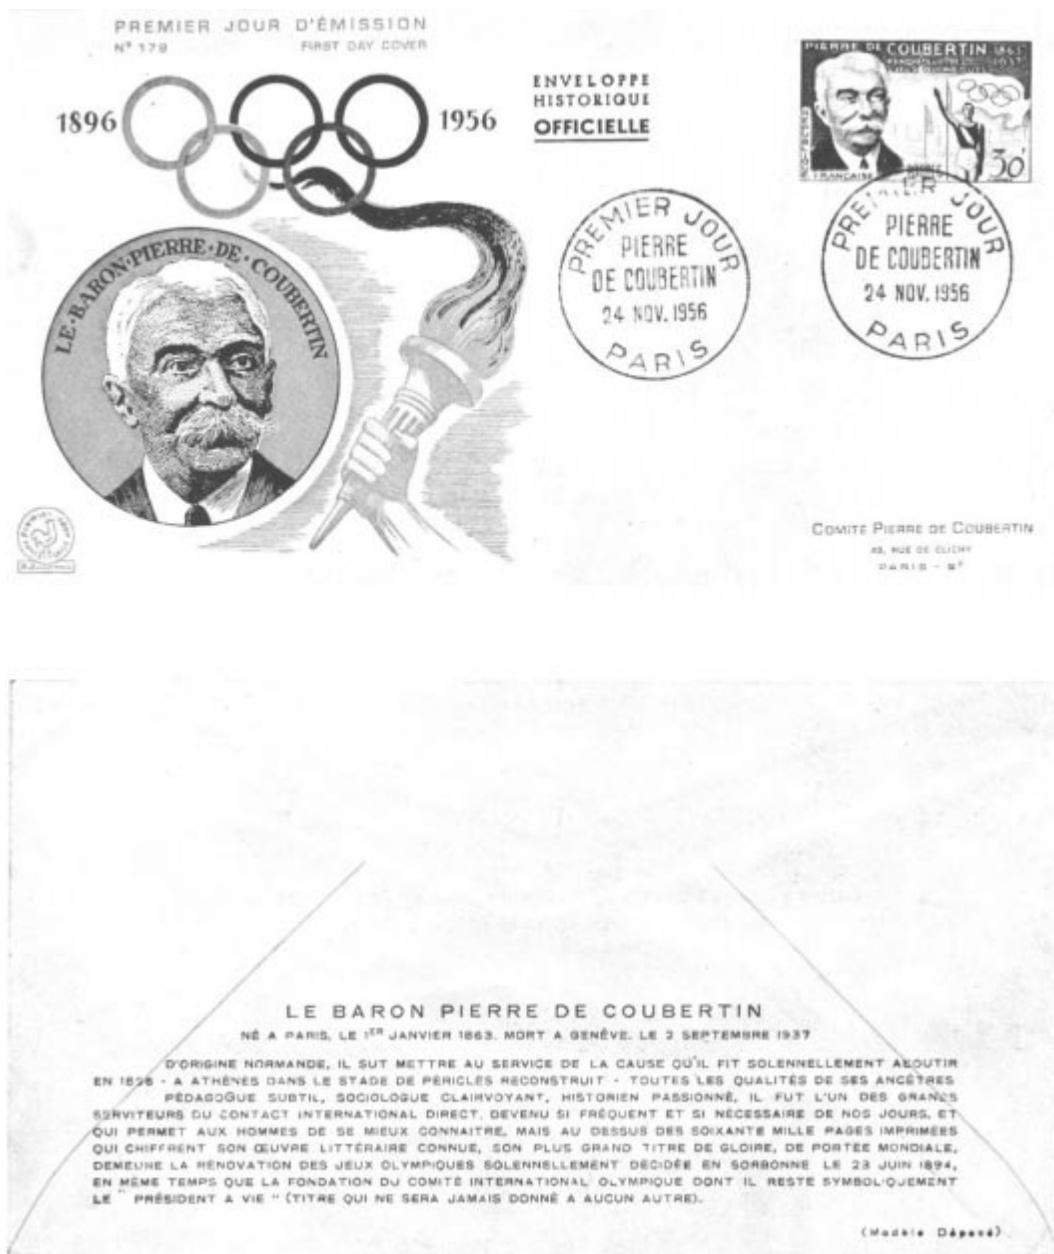 PREMIER JOUR D'ÉMISSION
N° 179 FIRST DAY COVER
1896 1956
LE·BARON·PIERRE·DE·COUBERTIN
ENVELOPPE
HISTORIQUE
OFFICIELLE
PIERRE DE COUBERTIN 1863
1937
FRANÇAISE
30F
PREMIER JOUR
PIERRE
DE COUBERTIN
24 NOV. 1956
PARIS
PREMIER JOUR
PIERRE
DE COUBERTIN
24 NOV. 1956
PARIS
COMITÉ PIERRE DE COUBERTIN
RUE DE CLICHY
PARIS - 9E
LE BARON PIERRE DE COUBERTIN
NÉ A PARIS, LE 1ER JANVIER 1863. MORT A GENÈVE, LE 2 SEPTEMBRE 1937
D'ORIGINE NORMANDE, IL SUT METTRE AU SERVICE DE LA CAUSE QU'IL FIT SOLENNELLEMENT ABOUTIR
EN 1896 - A ATHÈNES DANS LE STADE DE PÉRICLÈS RECONSTRUIT - TOUTES LES QUALITÉS DE SES ANCÊTRES
PÉDAGOGUE SUBTIL, SOCIOLOGUE CLAIRVOYANT, HISTORIEN PASSIONNÉ, IL FUT L'UN DES GRANDS
SERVITEURS DU CONTACT INTERNATIONAL DIRECT, DEVENU SI FRÉQUENT ET SI NÉCESSAIRE DE NOS JOURS, ET
QUI PERMET AUX HOMMES DE SE MIEUX CONNAITRE, MAIS AU DESSUS DES SOIXANTE MILLE PAGES IMPRIMÉES
QUI CHIFFRENT SON ŒUVRE LITTÉRAIRE CONNUE, SON PLUS GRAND TITRE DE GLOIRE, DE PORTÉE MONDIALE,
DEMEURE LA RÉNOVATION DES JEUX OLYMPIQUES SOLENNELLEMENT DÉCIDÉE EN SORBONNE LE 23 JUIN 1894,
EN MÊME TEMPS QUE LA FONDATION DU COMITÉ INTERNATIONAL OLYMPIQUE DONT IL RESTE SYMBOLIQUEMENT
LE " PRÉSIDENT A VIE " (TITRE QUI NE SERA JAMAIS DONNÉ A AUCUN AUTRE).
(Modèle Déposé)